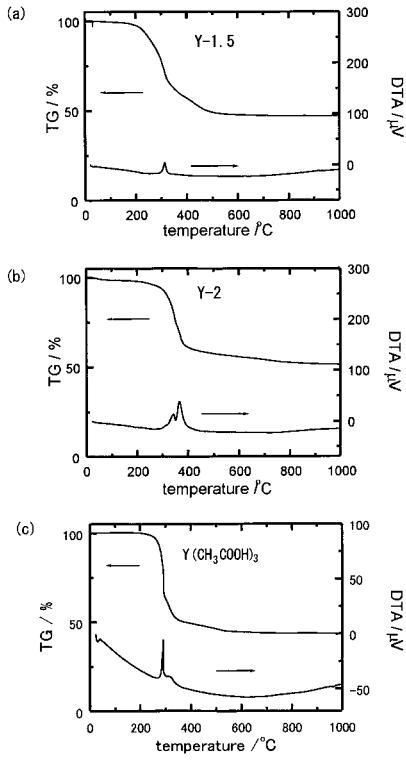 (a)
Y-1.5
TG / %
100
50
0
DTA / μV
300
200
100
0
0 200 400 600 800 1000
temperature /°C
(b)
Y-2
TG / %
100
50
0
DTA / μV
300
200
100
0
0 200 400 600 800 1000
temperature /°C
(c)
Y(CH₃COOH)₃
TG / %
100
50
0
DTA / μV
100
50
0
-50
0 200 400 600 800 1000
temperature /°C